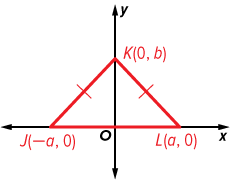 y
K(0, b)
O
J(−a, 0)
L(a, 0)
x